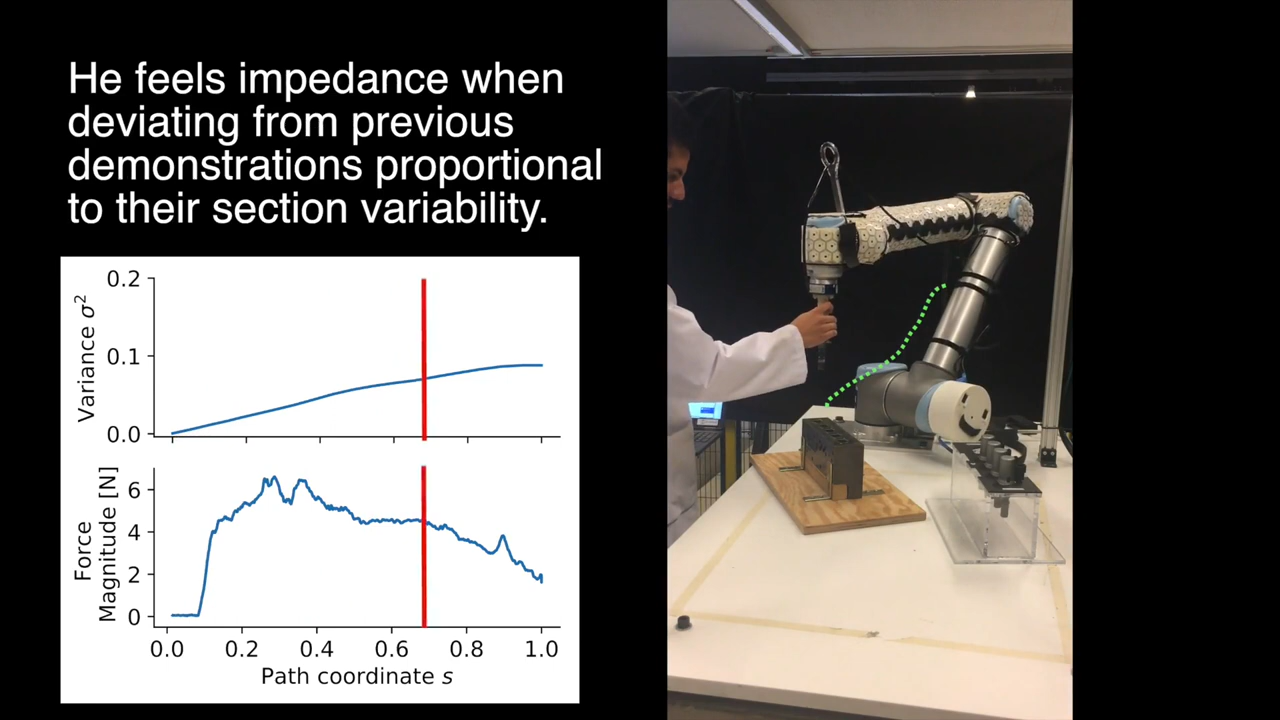 He feels impedance when
deviating from previous
demonstrations proportional
to their section variability.
0.2
0.1
0.0
Variance σ²
6
4
2
0
Force
Magnitude [N]
0.0 0.2 0.4 0.6 0.8 1.0
Path coordinate s